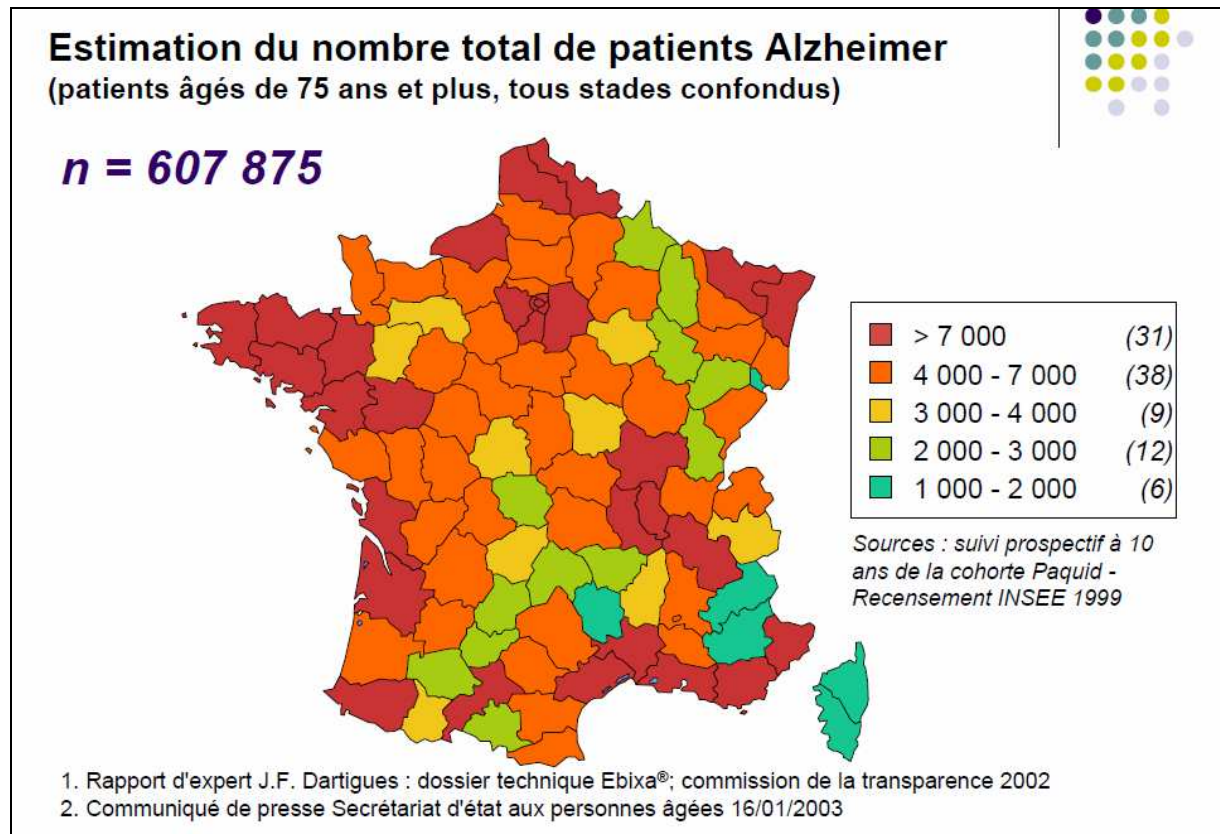 Estimation du nombre total de patients Alzheimer
(patients âgés de 75 ans et plus, tous stades confondus)
n = 607 875
> 7 000 (31)
4 000 - 7 000 (38)
3 000 - 4 000 (9)
2 000 - 3 000 (12)
1 000 - 2 000 (6)
Sources : suivi prospectif à 10
ans de la cohorte Paquid -
Recensement INSEE 1999
1. Rapport d'expert J.F. Dartigues : dossier technique Ebixa®; commission de la transparence 2002
2. Communiqué de presse Secrétariat d'état aux personnes âgées 16/01/2003